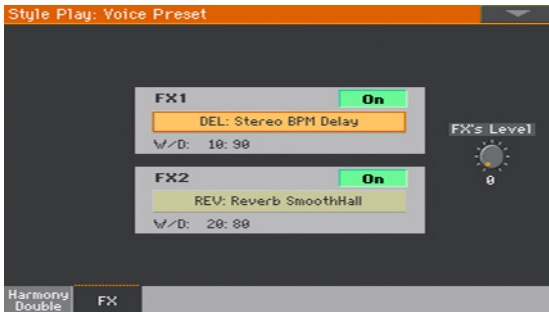 Style Play: Voice Preset
FX1 On
DEL: Stereo BPM Delay
W/D: 10:90
FX2 On
REV: Reverb SmoothHall
W/D: 20:80
FX's Level
0
Harmony
Double
FX